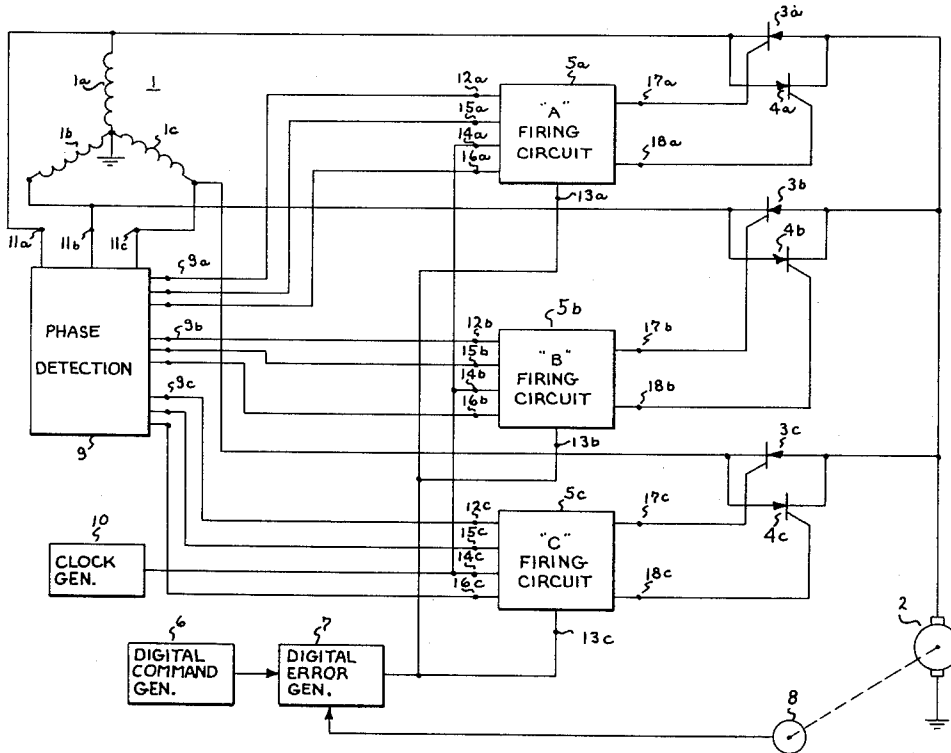 3a
1a
1
5a
12a
17a
15a
4a
1b
1c
14a
"A"
FIRING
CIRCUIT
16a
18a
13a
3b
11a
11b
11c
9a
4b
5b
PHASE
DETECTION
9b
12b
17b
15b
"B"
FIRING
CIRCUIT
14b
9c
16b
18b
3c
9
13b
5c
12c
17c
4c
10
15c
"C"
FIRING
CIRCUIT
14c
CLOCK
GEN.
16c
18c
2
6
7
13c
DIGITAL
COMMAND
GEN.
DIGITAL
ERROR
GEN.
8